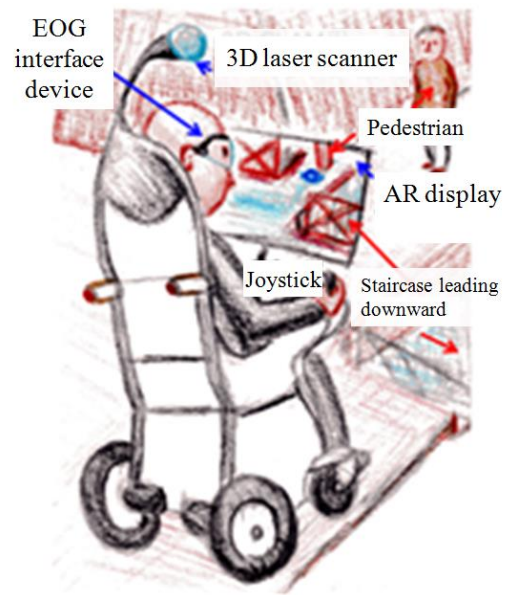 EOG
interface
device
3D laser scanner
Pedestrian
AR display
Joystick
Staircase leading
downward